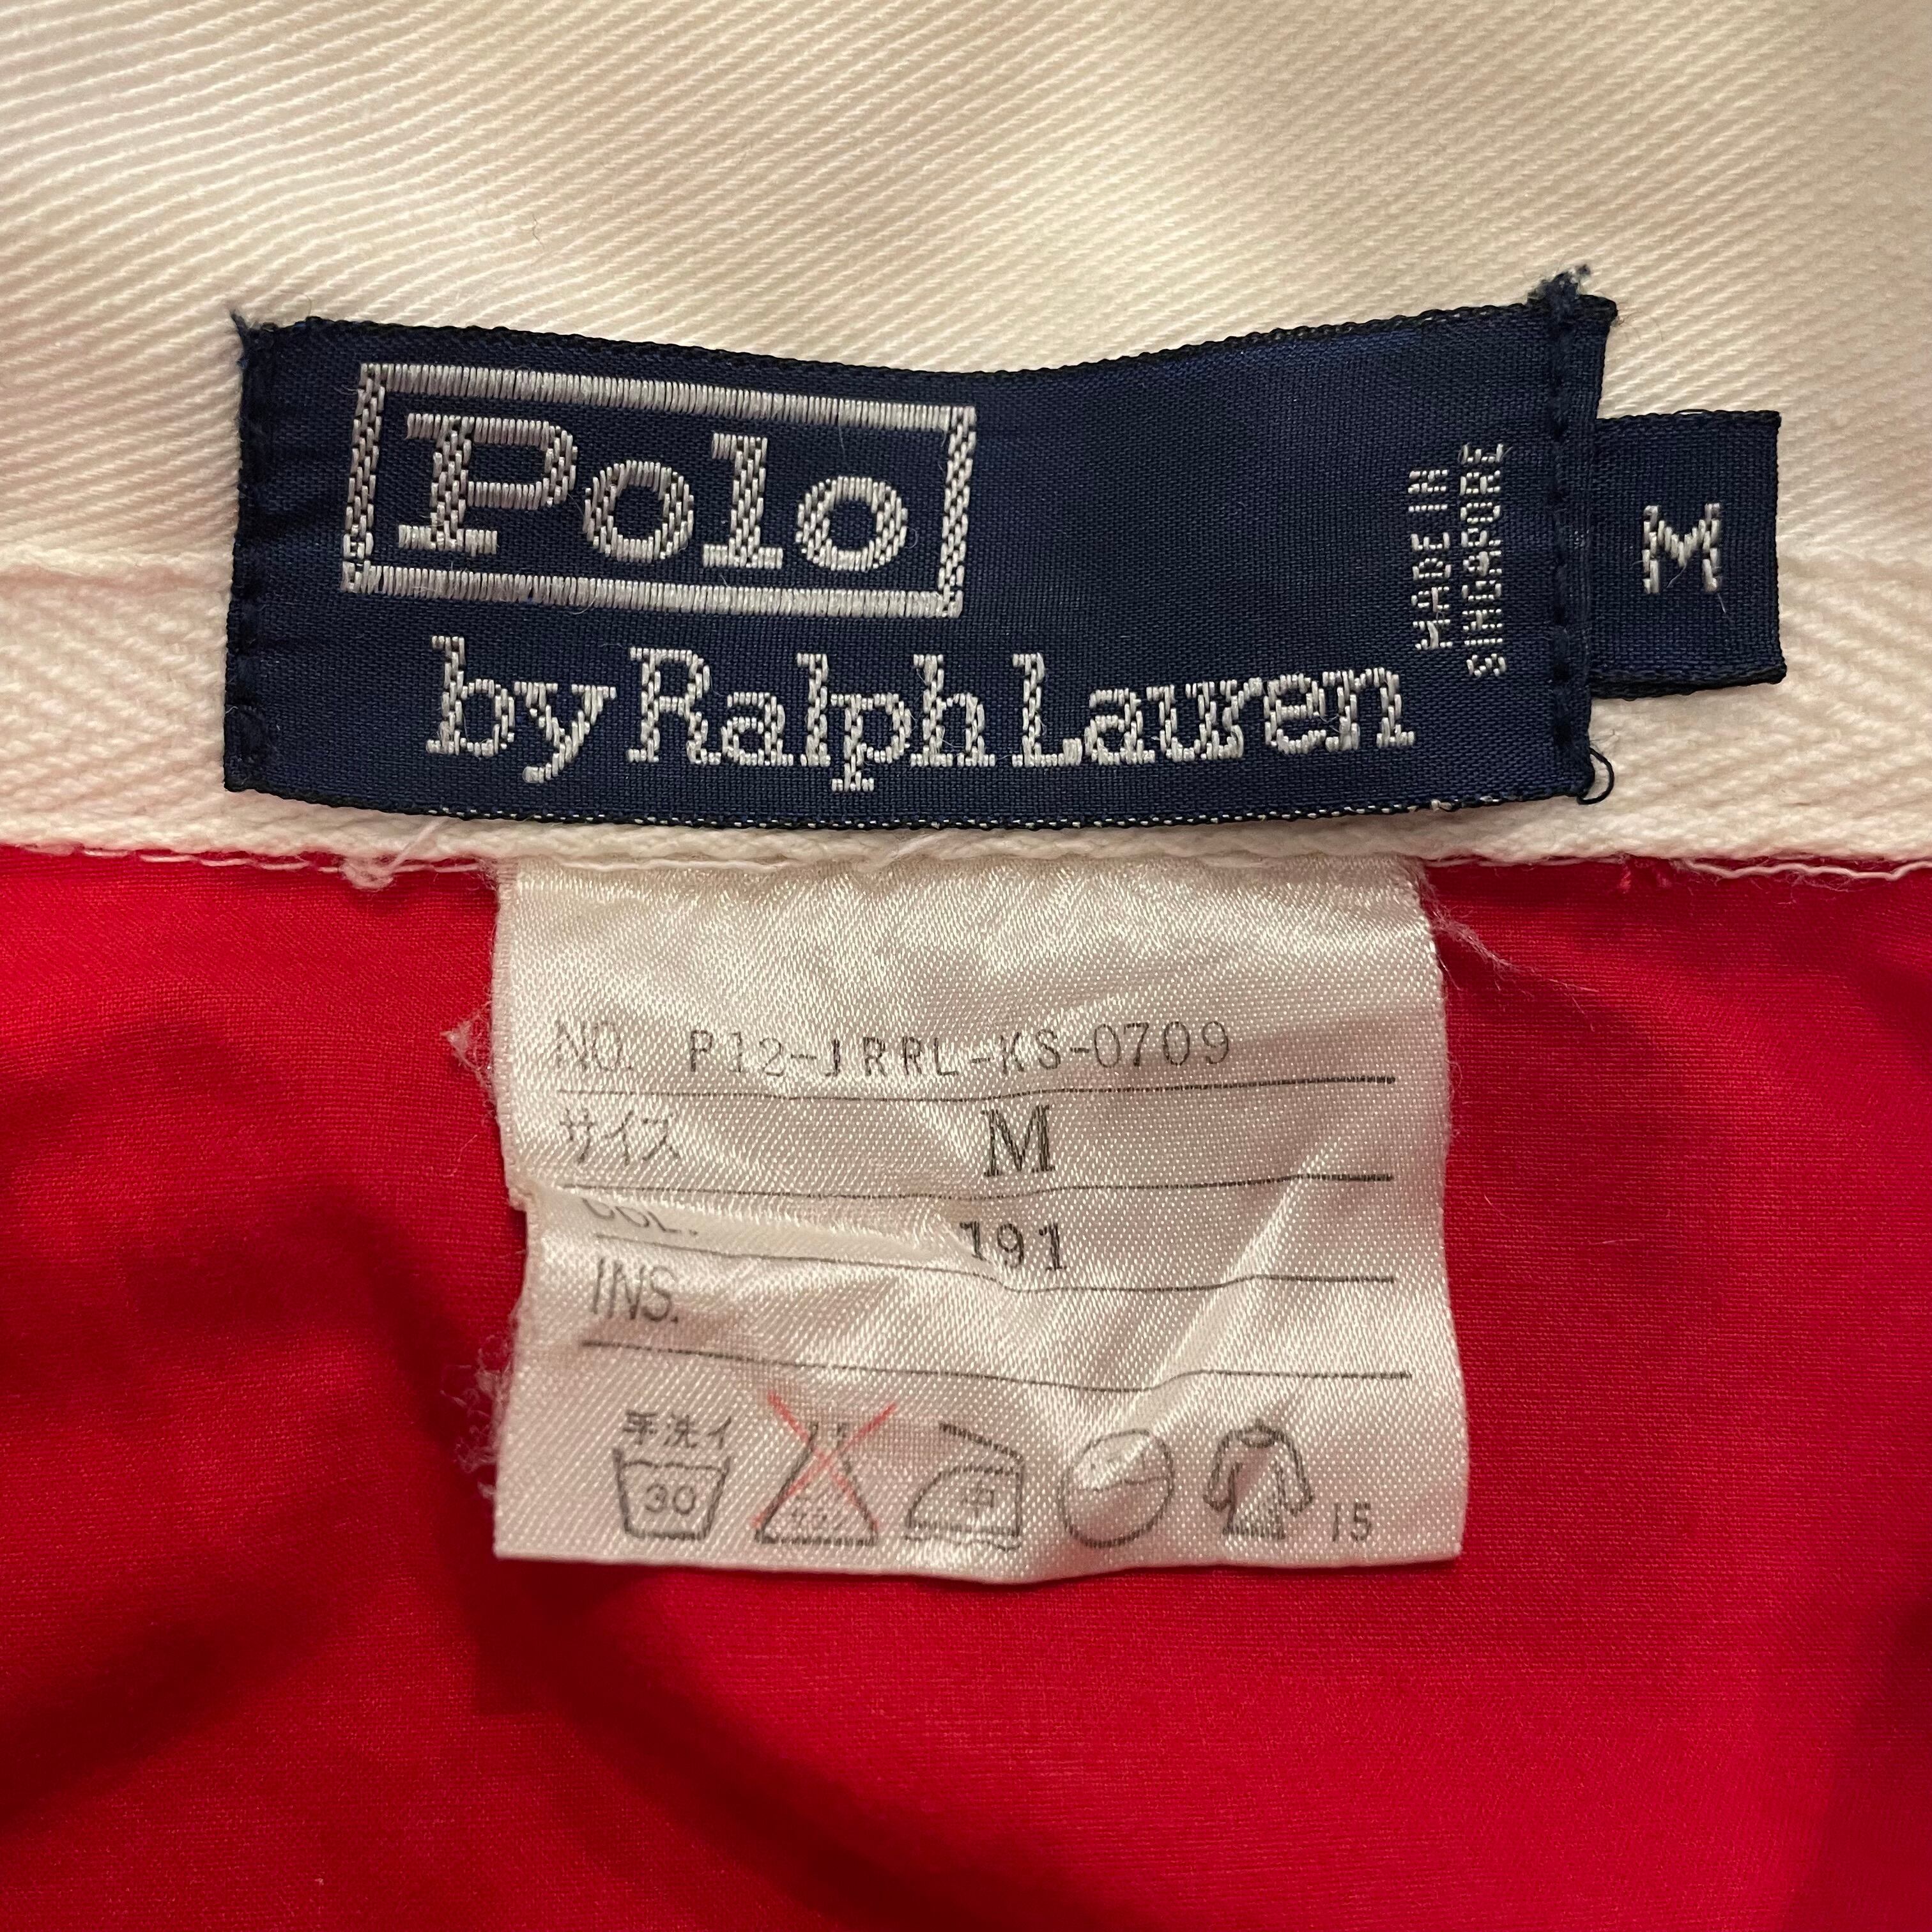 Polo
by Ralph Lauren
MADE IN
SINGAPORE
M
NO. P12-JRRL-KS-0709
サイズ M
COL. 191
INS.
手洗イ
30
中
15